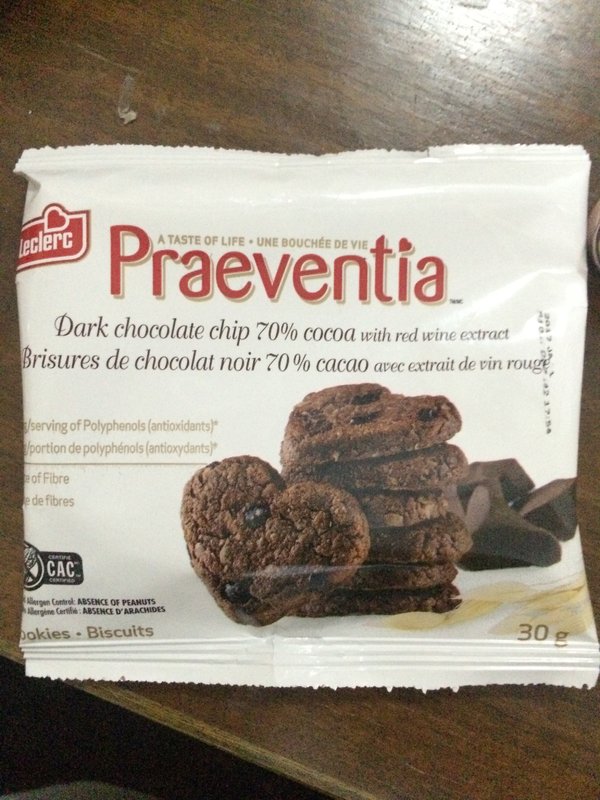 Leclerc
A TASTE OF LIFE • UNE BOUCHÉE DE VIE
Praeventia
Dark chocolate chip 70% cocoa with red wine extract
Brisures de chocolat noir 70% cacao avec extrait de vin rouge
/serving of Polyphenols (antioxidants)*
/portion de polyphénols (antioxydants)*
e of Fibre
e de fibres
CERTIFIÉ
CAC
CERTIFIED
Allergen Control: ABSENCE OF PEANUTS
Allergène Certifié : ABSENCE D'ARACHIDES
ookies • Biscuits
30 g